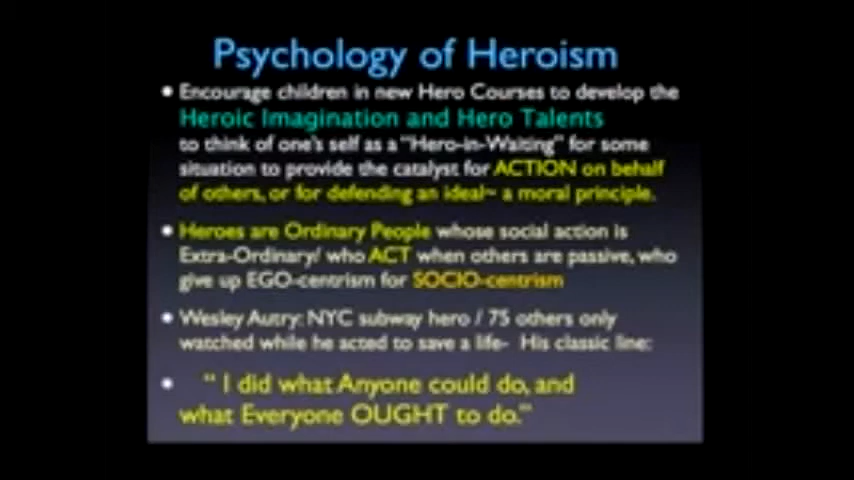 Psychology of Heroism
• Encourage children in new Hero Courses to develop the
Heroic Imagination and Hero Talents
to think of one's self as a "Hero-in-Waiting" for some
situation to provide the catalyst for ACTION on behalf
of others, or for defending an ideal~ a moral principle.
• Heroes are Ordinary People whose social action is
Extra-Ordinary/ who ACT when others are passive, who
give up EGO-centrism for SOCIO-centrism
• Wesley Autry: NYC subway hero / 75 others only
watched while he acted to save a life- His classic line:
• " I did what Anyone could do, and
what Everyone OUGHT to do."